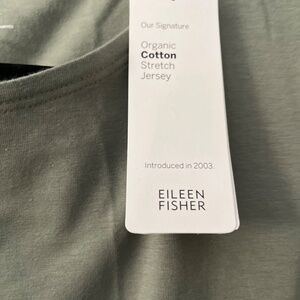 Our Signature
Organic
Cotton
Stretch
Jersey
Introduced in 2003.
EILEEN
FISHER